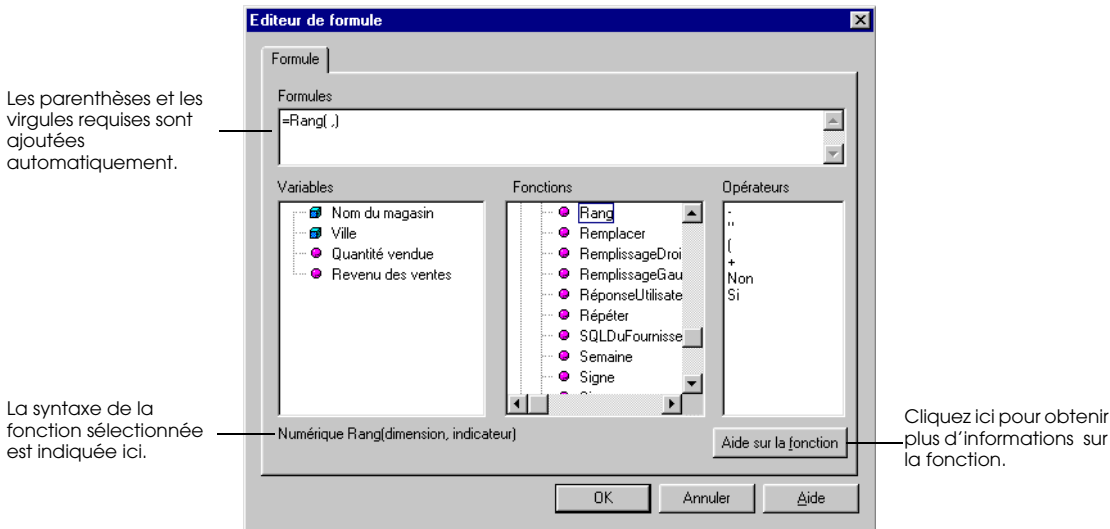 Editeur de formule
Formule
Les parenthèses et les
virgules requises sont
ajoutées
automatiquement.
Formules
=Rang( ,)
Variables
Nom du magasin
Ville
Quantité vendue
Revenu des ventes
Fonctions
Rang
Remplacer
RemplissageDroi
RemplissageGau
RéponseUtilisate
Répéter
SQLDuFournisse
Semaine
Signe
Opérateurs
-
"
(
+
Non
Si
La syntaxe de la
fonction sélectionnée
est indiquée ici.
Numérique Rang(dimension, indicateur)
Aide sur la fonction
Cliquez ici pour obtenir
plus d'informations sur
la fonction.
OK
Annuler
Aide